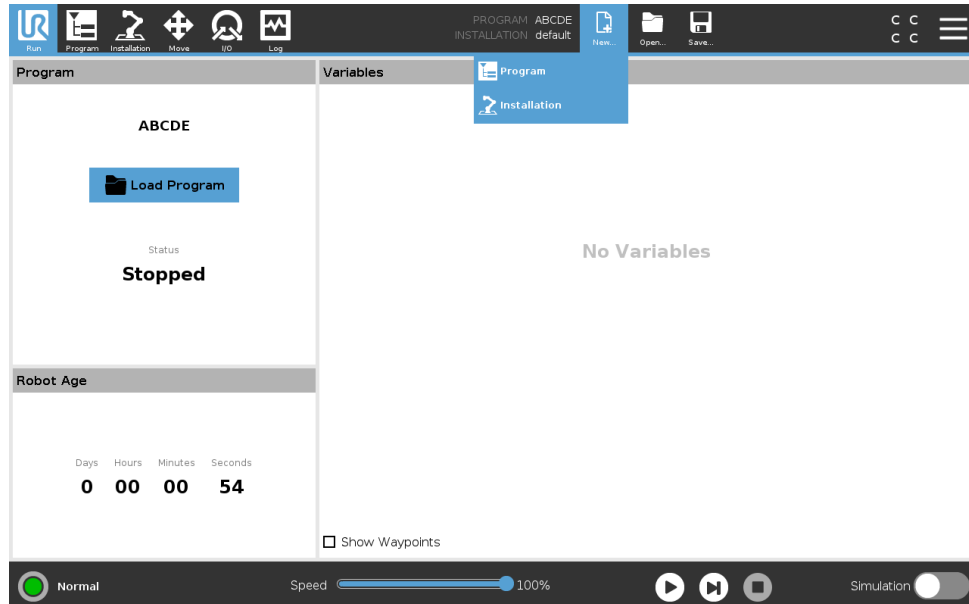 PROGRAM ABCDE
INSTALLATION default
Run Program Installation Move I/O Log New... Open... Save...
C C
C C
Program
Installation
Program
Variables
ABCDE
Load Program
Status
Stopped
No Variables
Robot Age
Days Hours Minutes Seconds
0 00 00 54
Show Waypoints
Normal
Speed 100%
Simulation